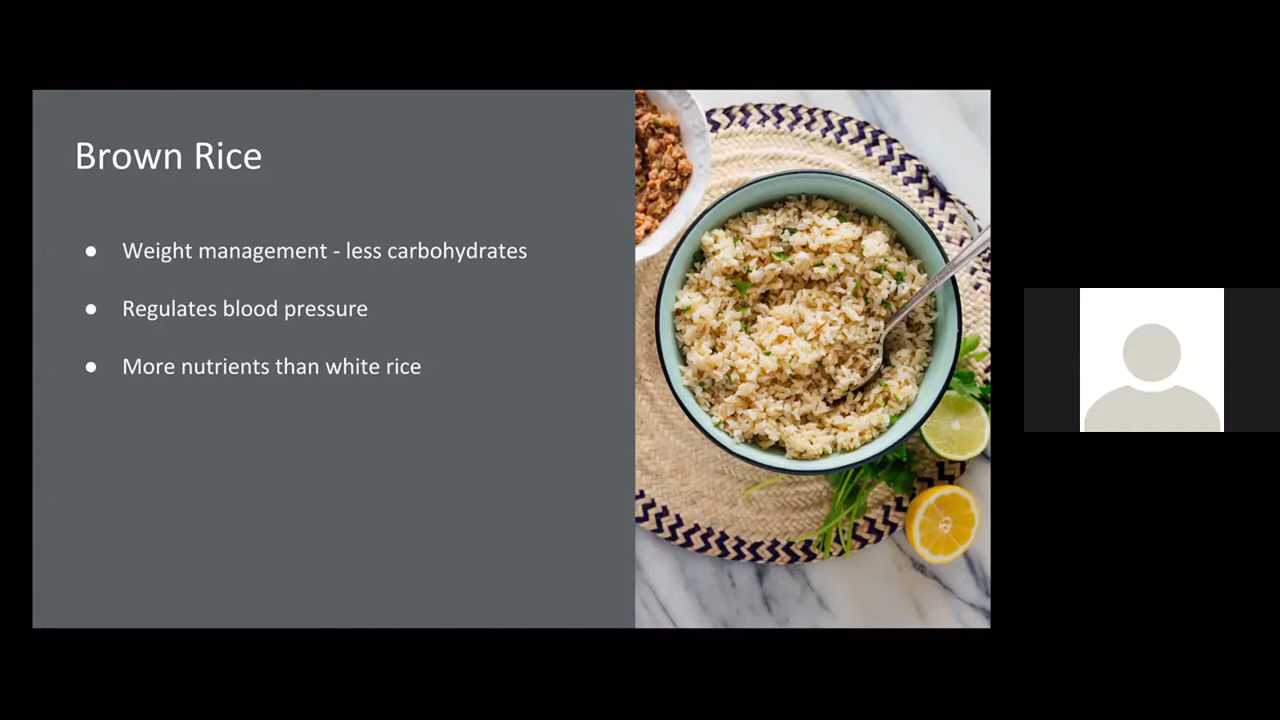 Brown Rice
● Weight management - less carbohydrates
● Regulates blood pressure
● More nutrients than white rice